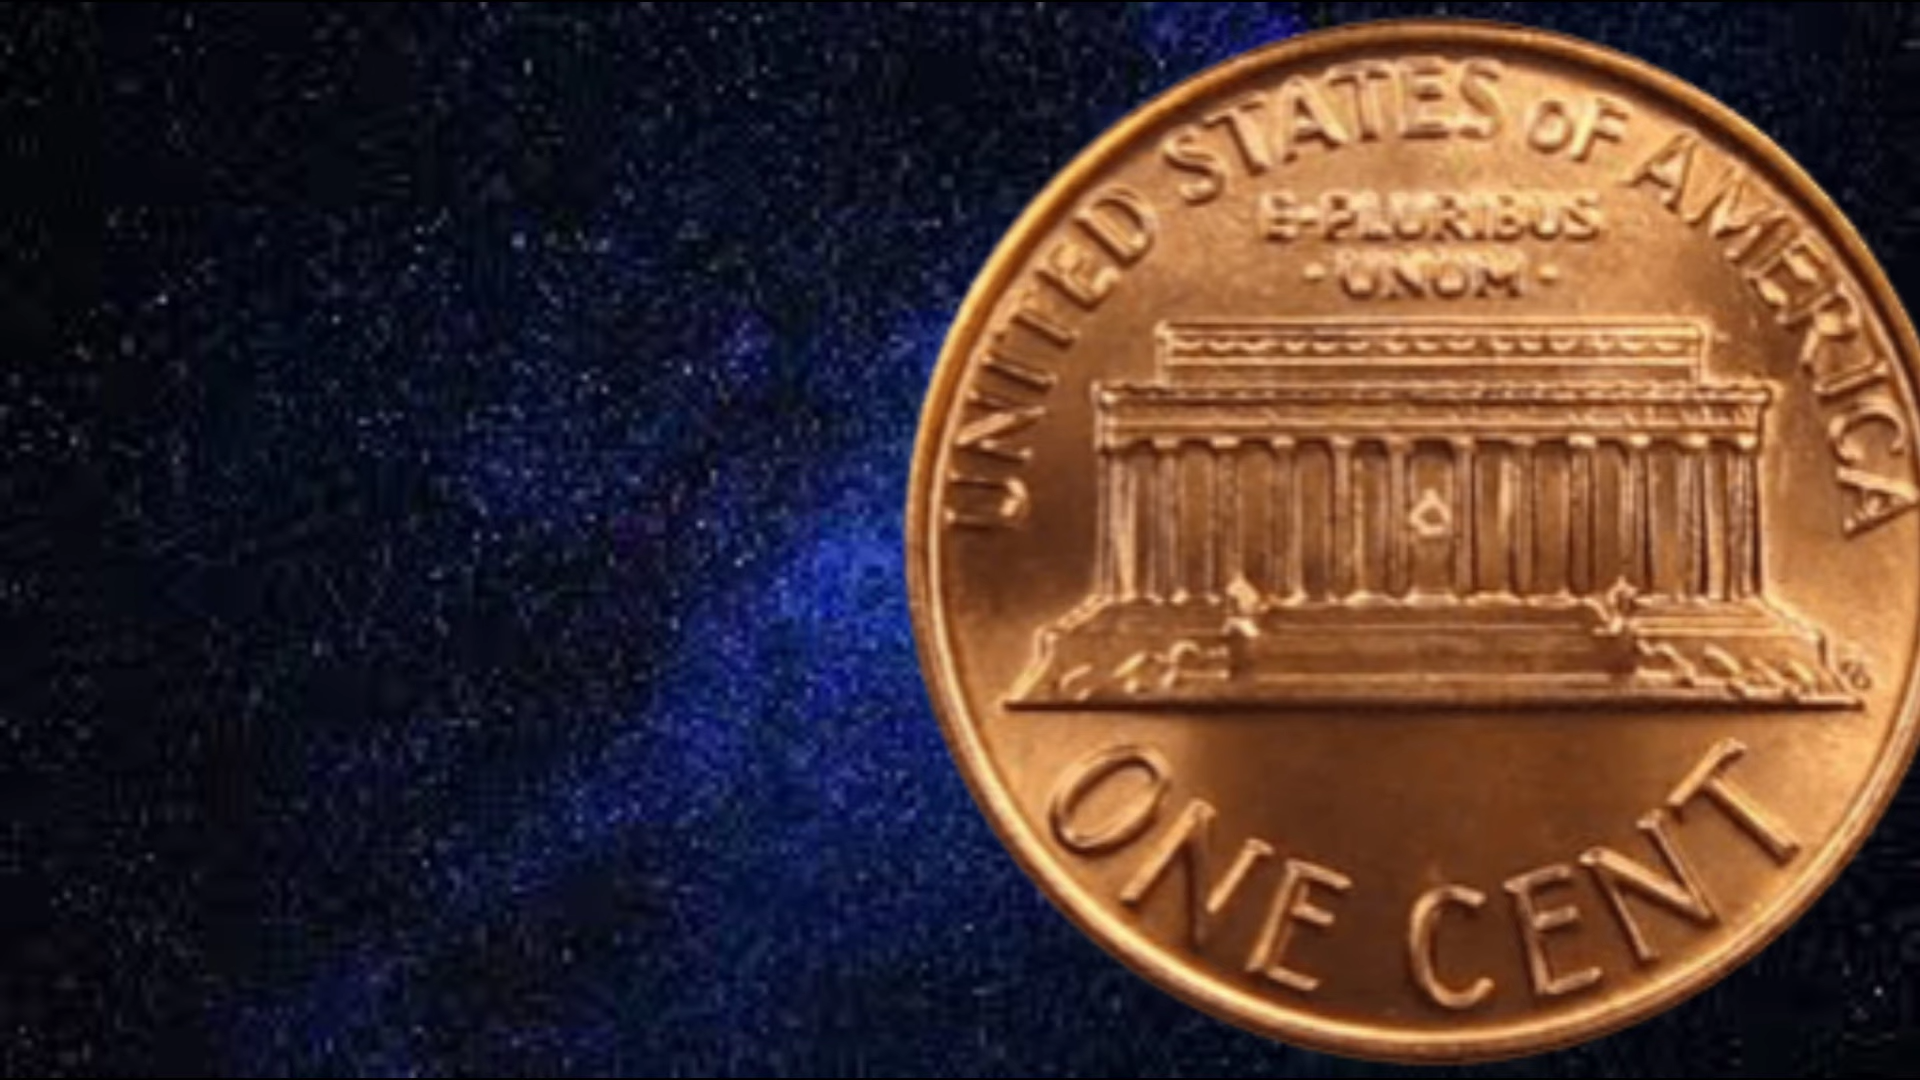 UNITED STATES OF AMERICA
E·PLURIBUS
·UNUM·
ONE CENT